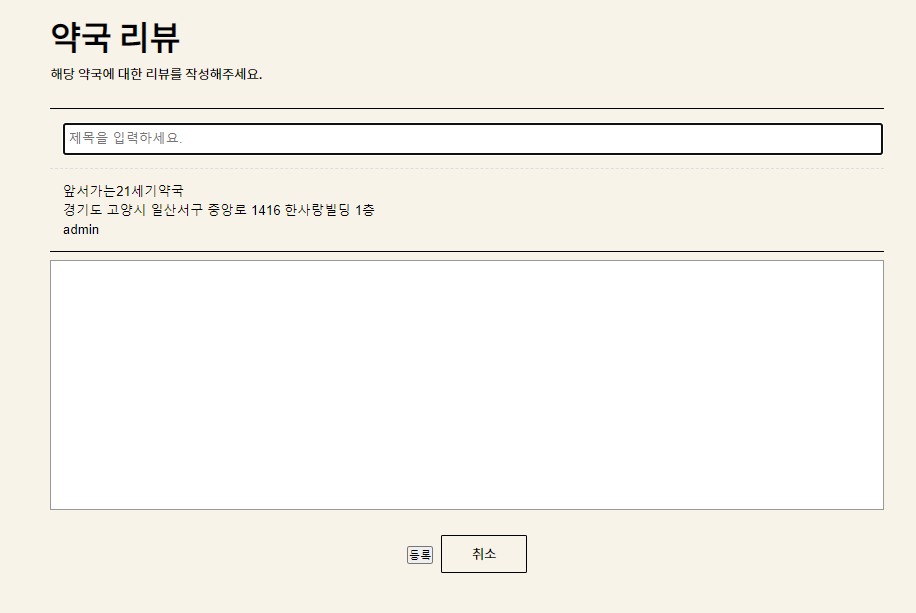 약국 리뷰
해당 약국에 대한 리뷰를 작성해주세요.
제목을 입력하세요.
앞서가는21세기약국
경기도 고양시 일산서구 중앙로 1416 한사랑빌딩 1층
admin
등록 취소